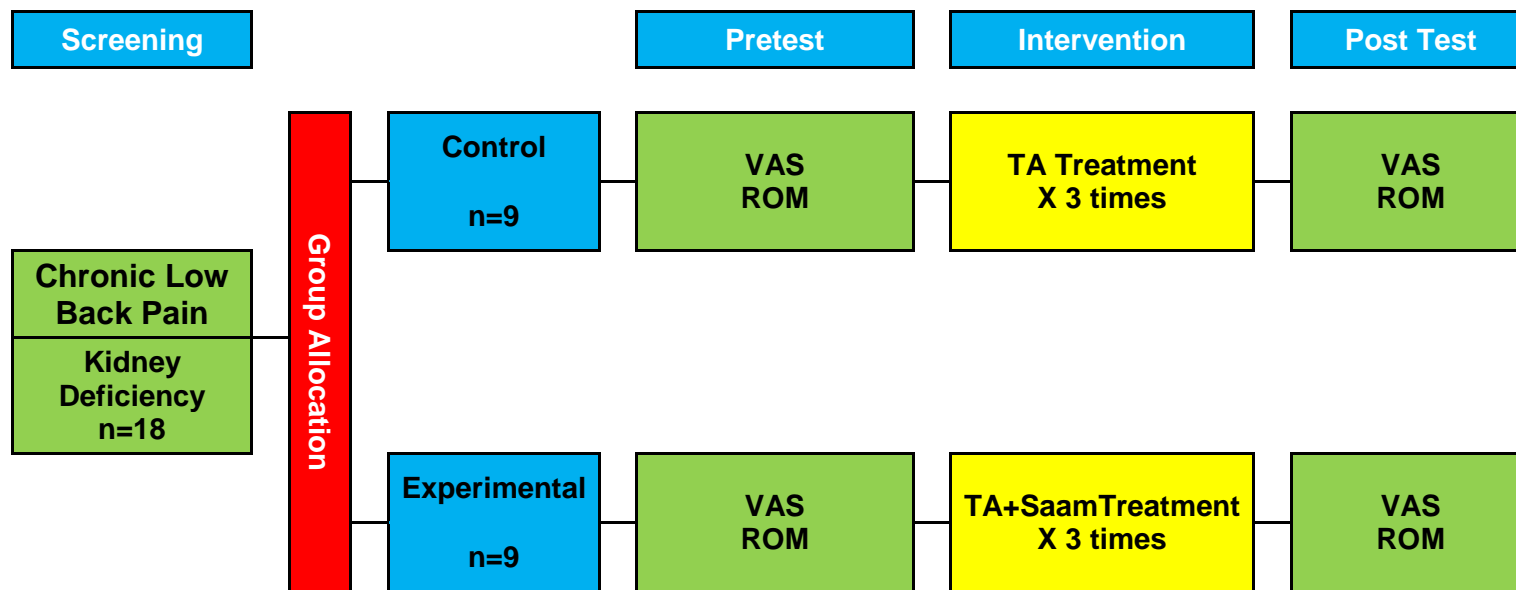 Screening
Pretest
Intervention
Post Test
Chronic Low
Back Pain
Kidney
Deficiency
n=18
Group Allocation
Control
n=9
VAS
ROM
TA Treatment
X 3 times
VAS
ROM
Experimental
n=9
VAS
ROM
TA+SaamTreatment
X 3 times
VAS
ROM